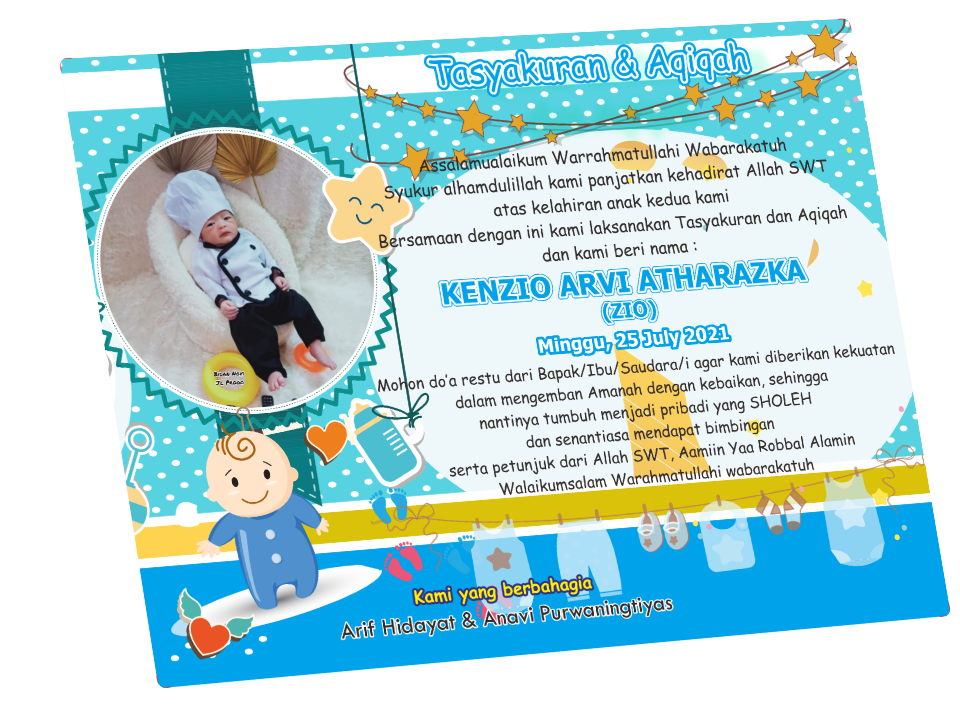 Tasyakuran & Aqiqah
Assalamualaikum Warrahmatullahi Wabarakatuh
Syukur alhamdulillah kami panjatkan kehadirat Allah SWT
atas kelahiran anak kedua kami
Bersamaan dengan ini kami laksanakan Tasyakuran dan Aqiqah
dan kami beri nama :
KENZIO ARVI ATHARAZKA
(ZIO)
Minggu, 25 July 2021
Mohon do'a restu dari Bapak/Ibu/Saudara/i agar kami diberikan kekuatan
dalam mengemban Amanah dengan kebaikan, sehingga
nantinya tumbuh menjadi pribadi yang SHOLEH
dan senantiasa mendapat bimbingan
serta petunjuk dari Allah SWT, Aamiin Yaa Robbal Alamin
Walaikumsalam Warahmatullahi wabarakatuh
Kami yang berbahagia
Arif Hidayat & Anavi Purwaningtiyas